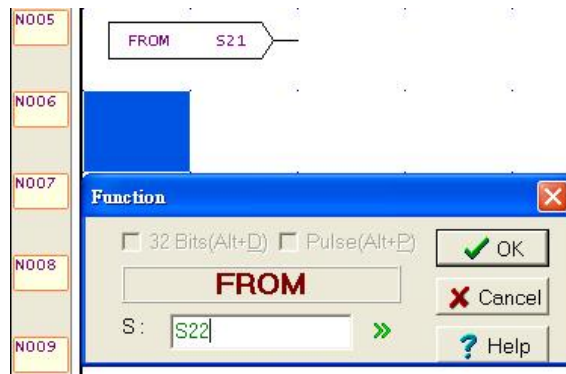 N005
FROM S21
N006
N007
Function
32 Bits(Alt+D) Pulse(Alt+P)
OK
N008
FROM
Cancel
S: S22 »
Help
N009